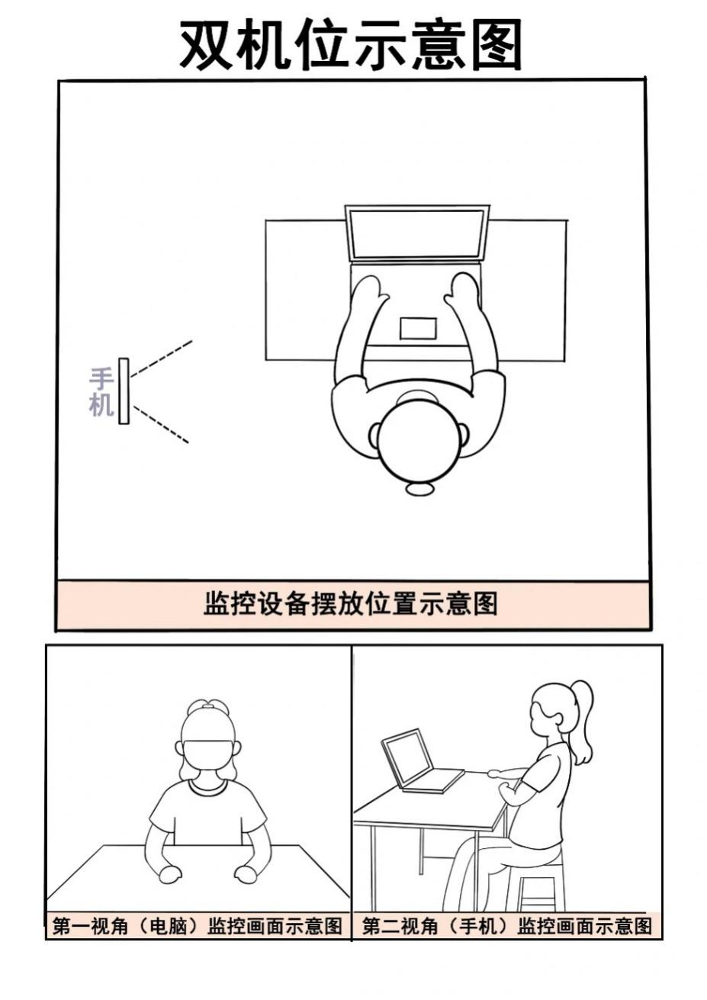 双机位示意图
手
机
监控设备摆放位置示意图
第一视角（电脑）监控画面示意图
第二视角（手机）监控画面示意图